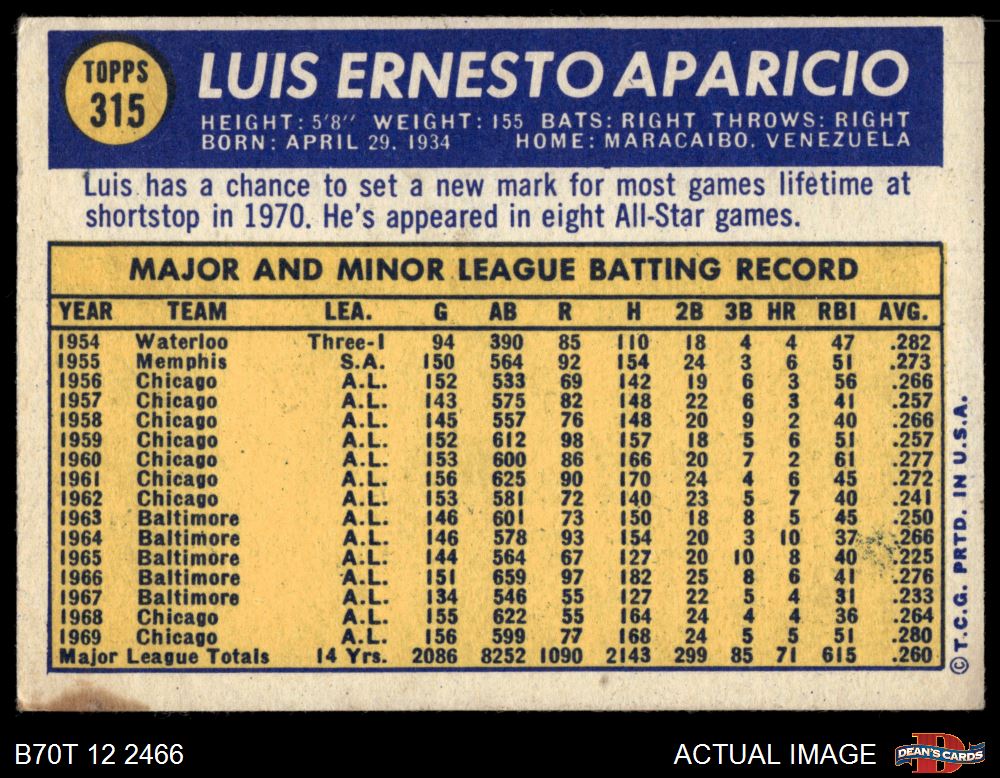 TOPPS
315
LUIS ERNESTO APARICIO
HEIGHT: 5'8" WEIGHT: 155 BATS: RIGHT THROWS: RIGHT
BORN: APRIL 29, 1934 HOME: MARACAIBO, VENEZUELA
Luis has a chance to set a new mark for most games lifetime at
shortstop in 1970. He's appeared in eight All-Star games.
MAJOR AND MINOR LEAGUE BATTING RECORD
YEAR TEAM LEA. G AB R H 2B 3B HR RBI AVG.
1954 Waterloo Three-I 94 390 85 110 18 4 4 47 .282
1955 Memphis S.A. 150 564 92 154 24 3 6 51 .273
1956 Chicago A.L. 152 533 69 142 19 6 3 56 .266
1957 Chicago A.L. 143 575 82 148 22 6 3 41 .257
1958 Chicago A.L. 145 557 76 148 20 9 2 40 .266
1959 Chicago A.L. 152 612 98 157 18 5 6 51 .257
1960 Chicago A.L. 153 600 86 166 20 7 2 61 .277
1961 Chicago A.L. 156 625 90 170 24 4 6 45 .272
1962 Chicago A.L. 153 581 72 140 23 5 7 40 .241
1963 Baltimore A.L. 146 601 73 150 18 8 5 45 .250
1964 Baltimore A.L. 146 578 93 154 20 3 10 37 .266
1965 Baltimore A.L. 144 564 67 127 20 10 8 40 .225
1966 Baltimore A.L. 151 659 97 182 25 8 6 41 .276
1967 Baltimore A.L. 134 546 55 127 22 5 4 31 .233
1968 Chicago A.L. 155 622 55 164 24 4 4 36 .264
1969 Chicago A.L. 156 599 77 168 24 5 5 51 .280
Major League Totals 14 Yrs. 2086 8252 1090 2143 299 85 71 615 .260
©T.C.G. PRTD. IN U.S.A.
B70T 12 2466
ACTUAL IMAGE
DEAN'S CARDS